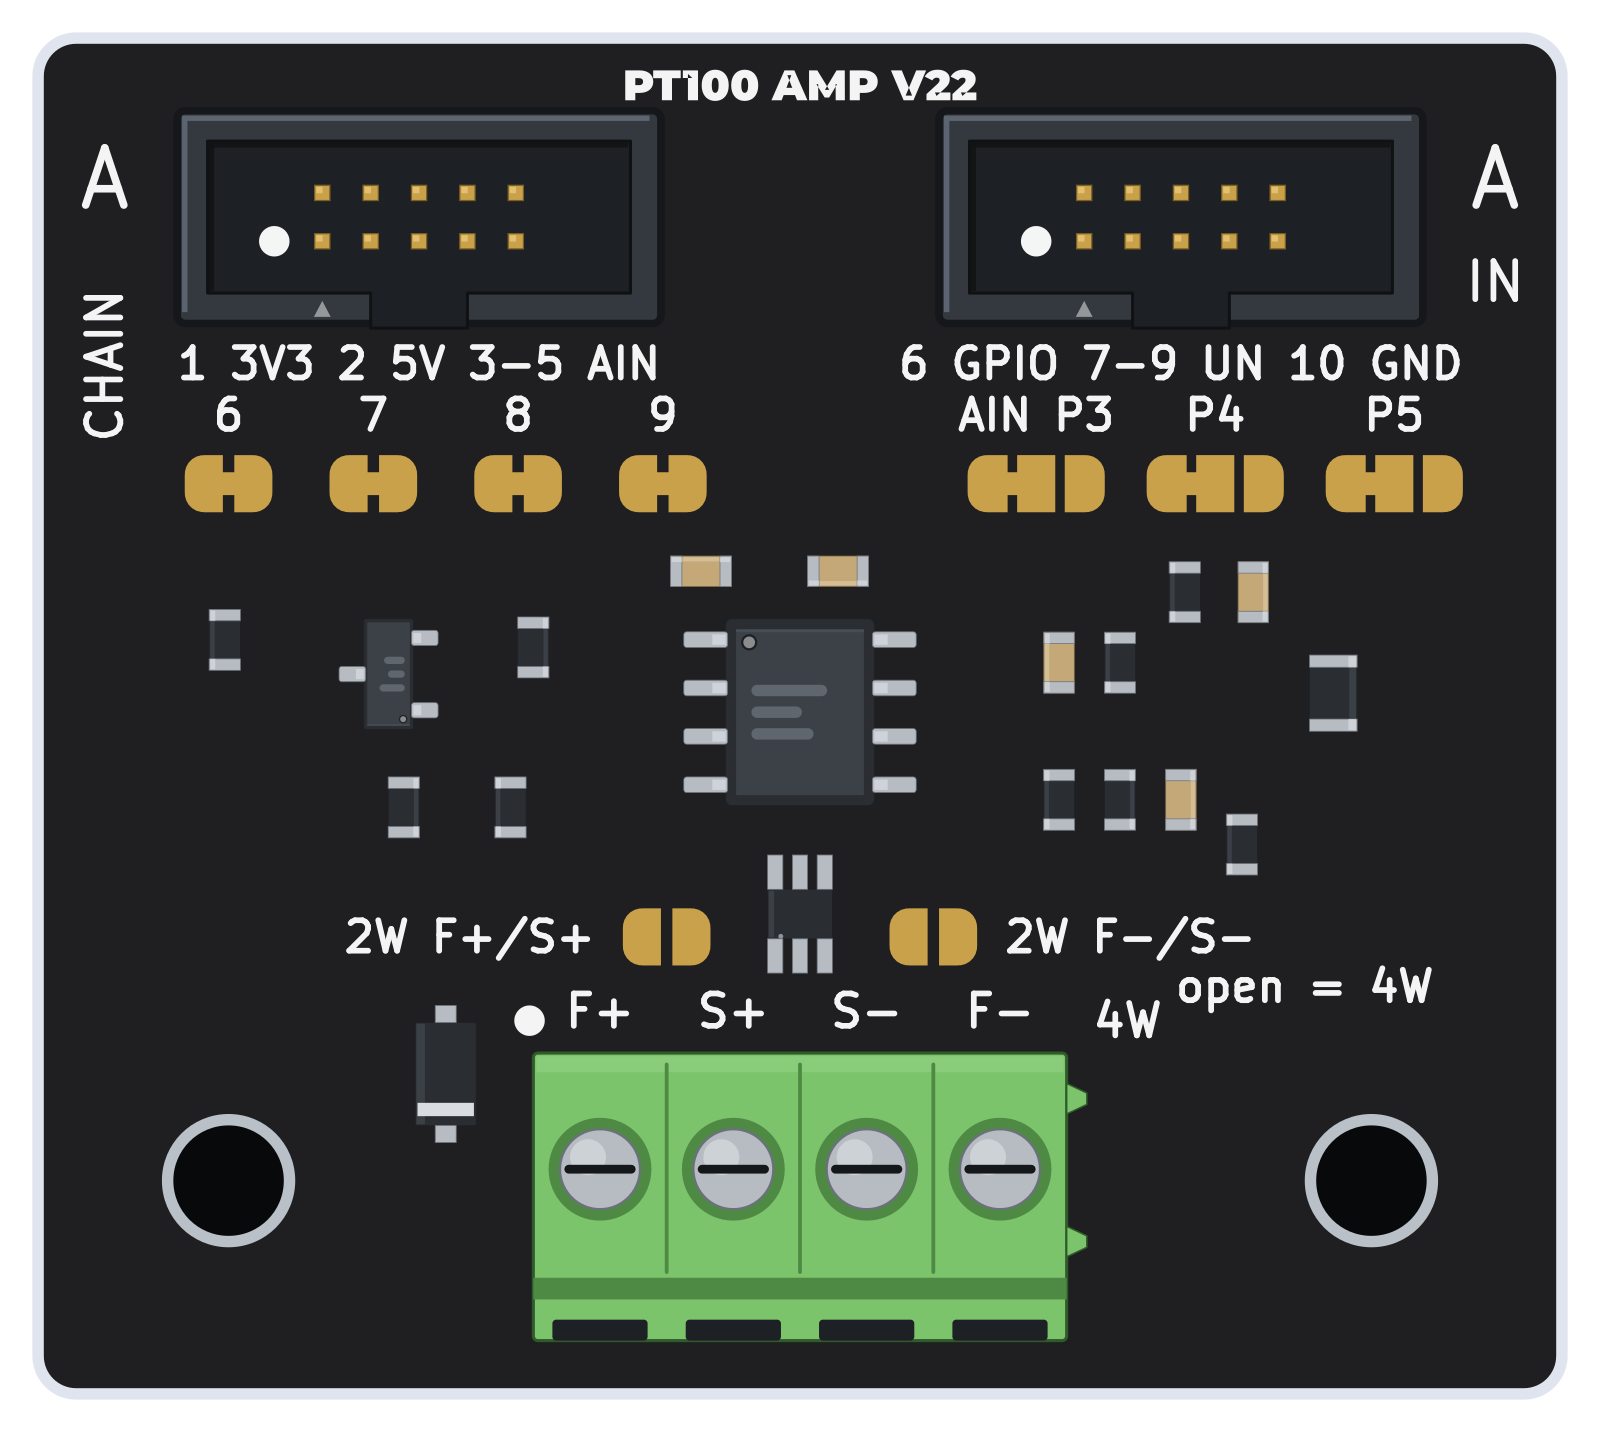 PT100 AMP V22
A
A
IN
CHAIN
1 3V3 2 5V 3-5 AIN
6 GPIO 7-9 UN 10 GND
6 7 8 9
AIN P3 P4 P5
2W F+/S+
2W F-/S-
open = 4W
F+ S+ S- F-
4W